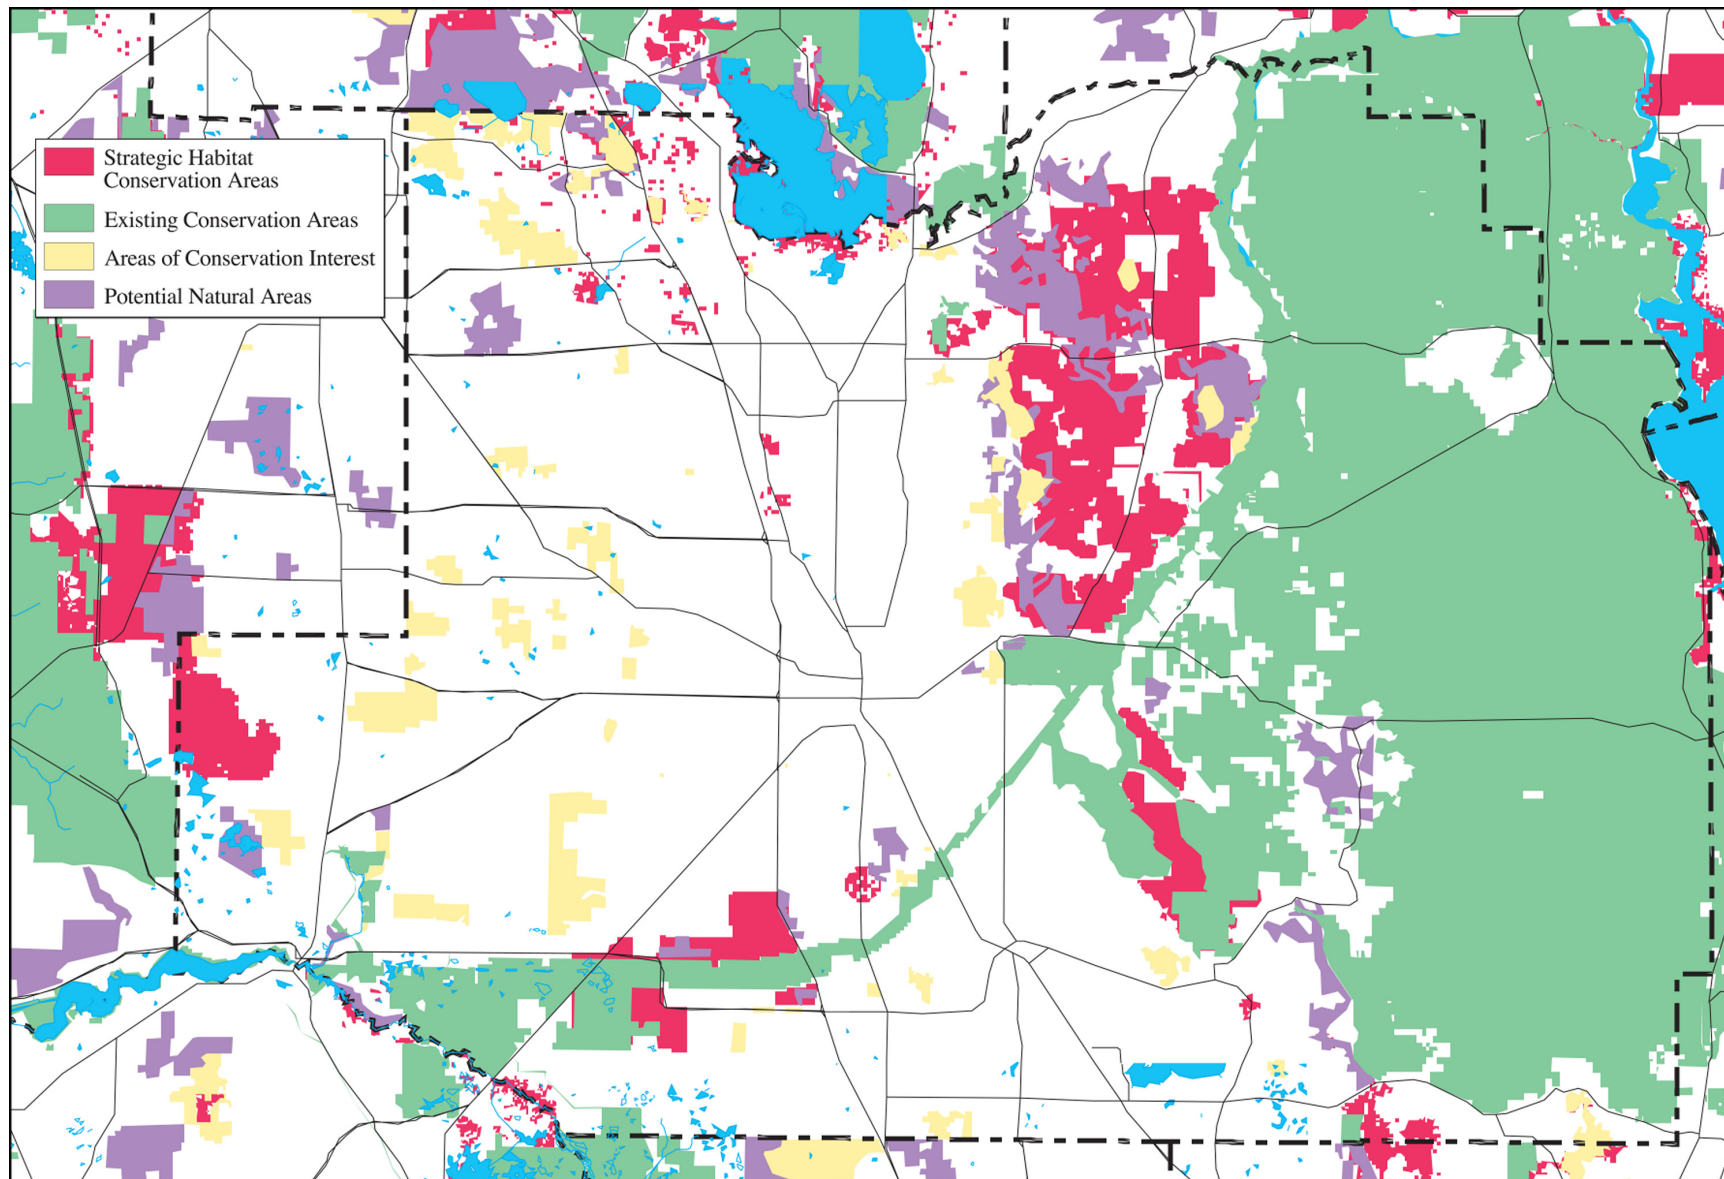 Strategic Habitat
Conservation Areas
Existing Conservation Areas
Areas of Conservation Interest
Potential Natural Areas